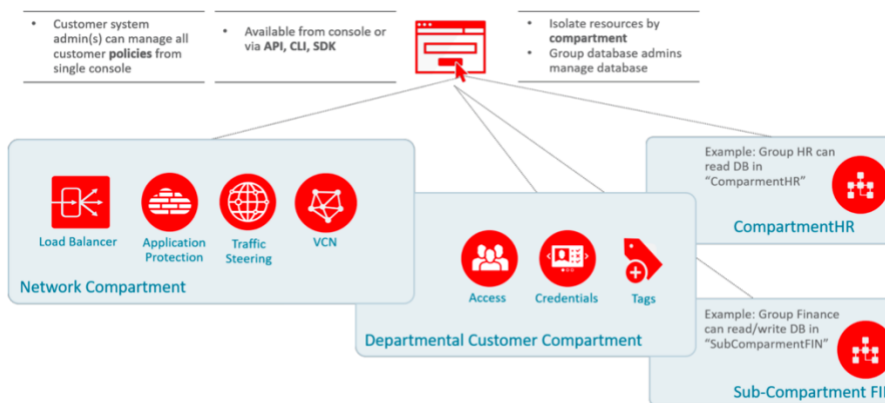 • Customer system
admin(s) can manage all
customer policies from
single console
• Available from console or
via API, CLI, SDK
• Isolate resources by
compartment
• Group database admins
manage database
Load Balancer
Application
Protection
Traffic
Steering
VCN
Network Compartment
Access
Credentials
Tags
Departmental Customer Compartment
Example: Group HR can
read DB in
“ComparmentHR”
CompartmentHR
Example: Group Finance
can read/write DB in
“SubComparmentFIN”
Sub-Compartment